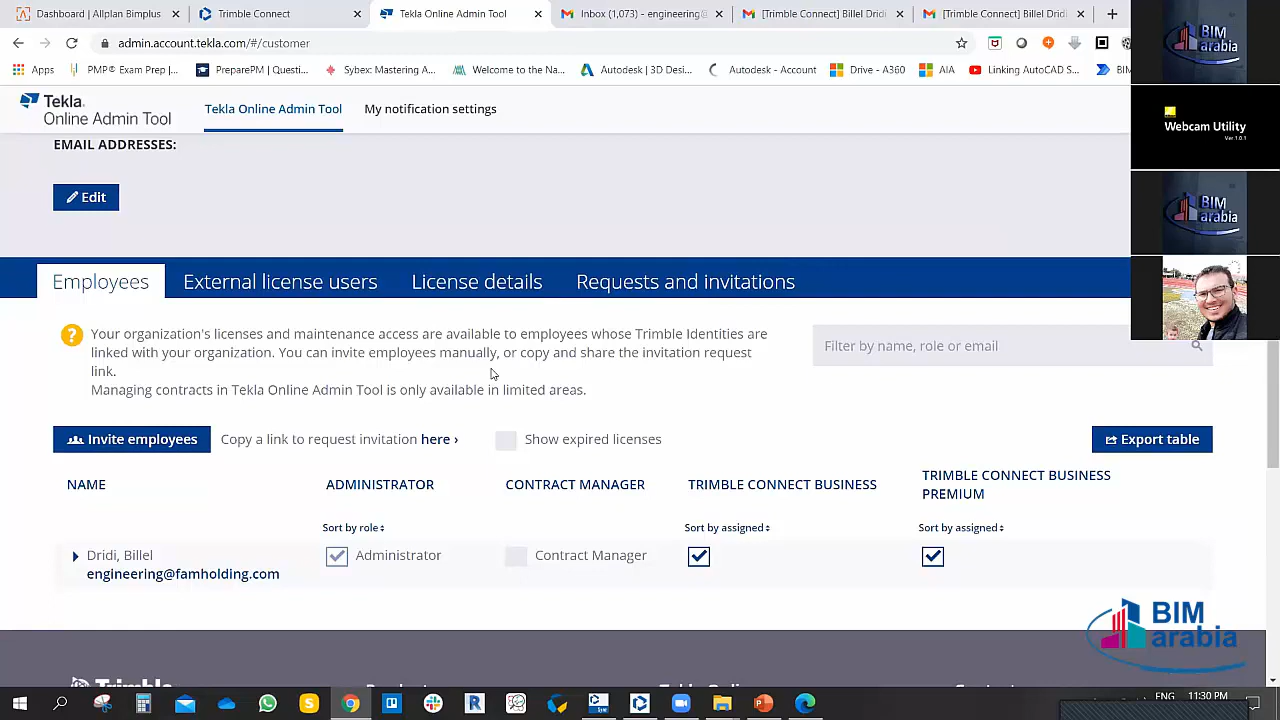 Dashboard | Allplan Bimplus
Trimble Connect
Tekla Online Admin Tool
Inbox (1,073) - engineering@
[Trimble Connect] Billel Dridi
[Trimble Connect] Billel Dridi
admin.account.tekla.com/#/customer
Apps
PMP® Exam Prep |...
PreparePM | Questi...
Sybex: Mastering...
Welcome to the Na...
Autodesk | 3D Desi...
Autodesk - Account
Drive - A360
AIA
Linking AutoCAD S...
BIM
Tekla
Online Admin Tool
Tekla Online Admin Tool
My notification settings
EMAIL ADDRESSES:
Edit
Employees
External license users
License details
Requests and invitations
? Your organization's licenses and maintenance access are available to employees whose Trimble Identities are
linked with your organization. You can invite employees manually, or copy and share the invitation request
link.
Managing contracts in Tekla Online Admin Tool is only available in limited areas.
Filter by name, role or email
Invite employees
Copy a link to request invitation here ›
Show expired licenses
Export table
NAME
ADMINISTRATOR
CONTRACT MANAGER
TRIMBLE CONNECT BUSINESS
TRIMBLE CONNECT BUSINESS
PREMIUM
Sort by role
Sort by assigned
Sort by assigned
Dridi, Billel
engineering@famholding.com
Administrator
Contract Manager
BIM
arabia
Webcam Utility
Ver.1.0.1
BIM
arabia
BIM
arabia
Trimble
ENG
11:30 PM